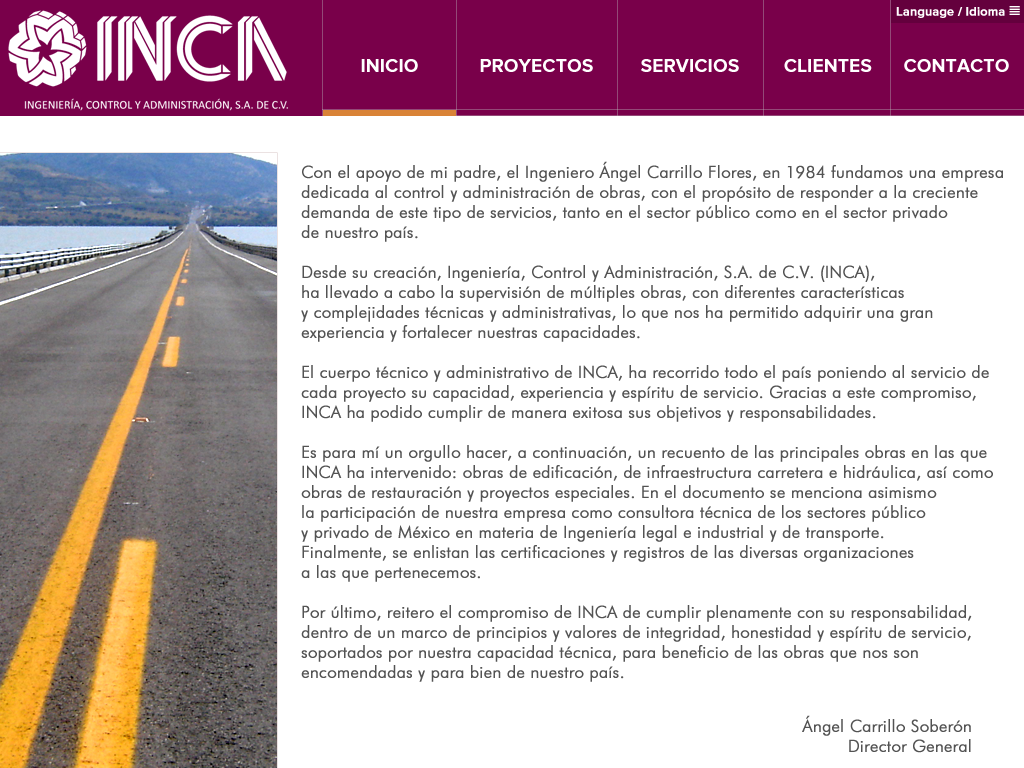 Language / Idioma
INCA
INGENIERÍA, CONTROL Y ADMINISTRACIÓN, S.A. DE C.V.
INICIO
PROYECTOS
SERVICIOS
CLIENTES
CONTACTO
Con el apoyo de mi padre, el Ingeniero Ángel Carrillo Flores, en 1984 fundamos una empresa
dedicada al control y administración de obras, con el propósito de responder a la creciente
demanda de este tipo de servicios, tanto en el sector público como en el sector privado
de nuestro país.
Desde su creación, Ingeniería, Control y Administración, S.A. de C.V. (INCA),
ha llevado a cabo la supervisión de múltiples obras, con diferentes características
y complejidades técnicas y administrativas, lo que nos ha permitido adquirir una gran
experiencia y fortalecer nuestras capacidades.
El cuerpo técnico y administrativo de INCA, ha recorrido todo el país poniendo al servicio de
cada proyecto su capacidad, experiencia y espíritu de servicio. Gracias a este compromiso,
INCA ha podido cumplir de manera exitosa sus objetivos y responsabilidades.
Es para mí un orgullo hacer, a continuación, un recuento de las principales obras en las que
INCA ha intervenido: obras de edificación, de infraestructura carretera e hidráulica, así como
obras de restauración y proyectos especiales. En el documento se menciona asimismo
la participación de nuestra empresa como consultora técnica de los sectores público
y privado de México en materia de Ingeniería legal e industrial y de transporte.
Finalmente, se enlistan las certificaciones y registros de las diversas organizaciones
a las que pertenecemos.
Por último, reitero el compromiso de INCA de cumplir plenamente con su responsabilidad,
dentro de un marco de principios y valores de integridad, honestidad y espíritu de servicio,
soportados por nuestra capacidad técnica, para beneficio de las obras que nos son
encomendadas y para bien de nuestro país.
Ángel Carrillo Soberón
Director General